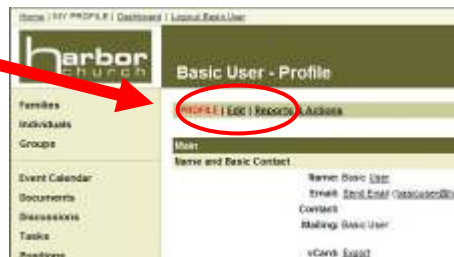 Home | MY PROFILE | Dashboard | Logout Basic User
harbor
church
Basic User - Profile
PROFILE | Edit | Reports & Actions
Families
Individuals
Groups
Event Calendar
Documents
Discussions
Tasks
Positions
Main
Name and Basic Contact
Name: Basic User
Email: Send Email (basicuser@
Contact:
Mailing: Basic User
vCard: Export